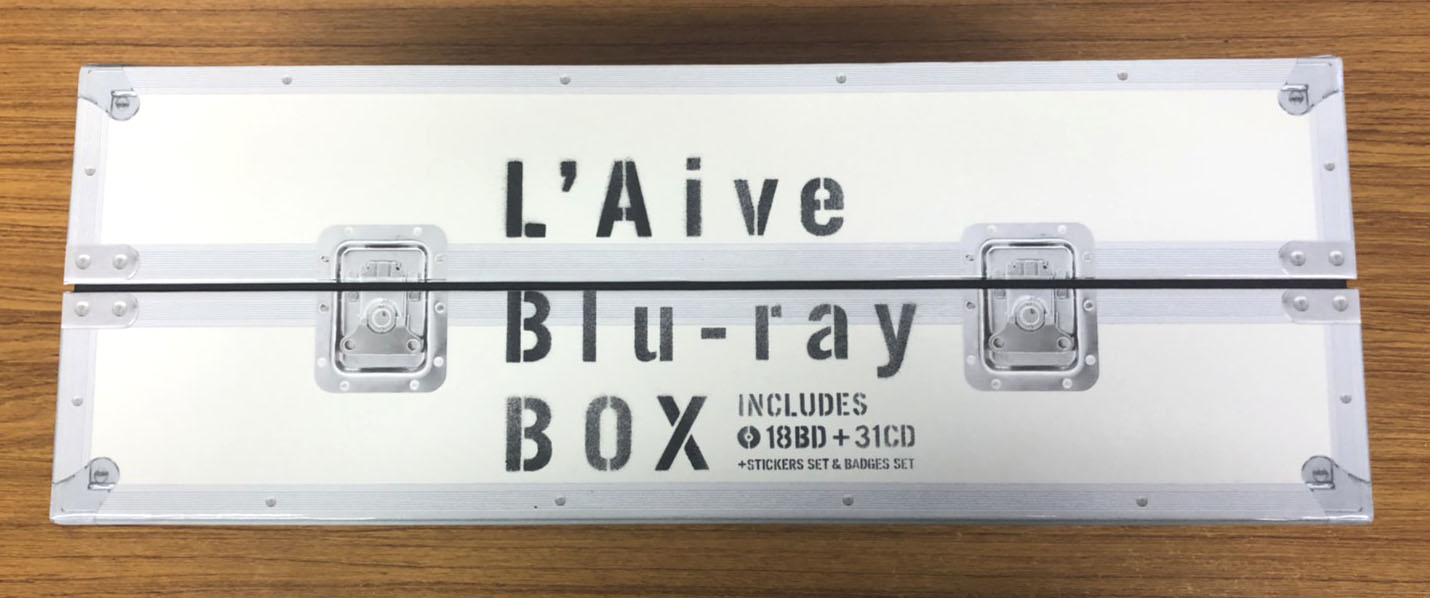 L'Aive
Blu-ray
BOX
INCLUDES
18BD+31CD
+STICKERS SET & BADGES SET